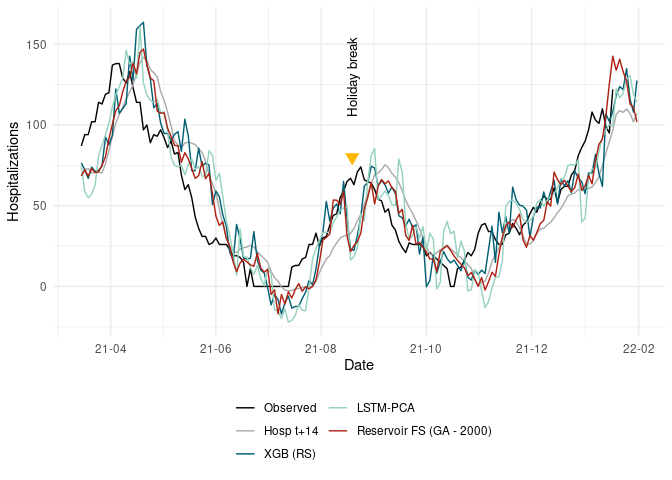 150
100
50
0
Hospitalizations
Holiday break
21-04 21-06 21-08 21-10 21-12 22-02
Date
Observed LSTM-PCA
Hosp t+14 Reservoir FS (GA - 2000)
XGB (RS)